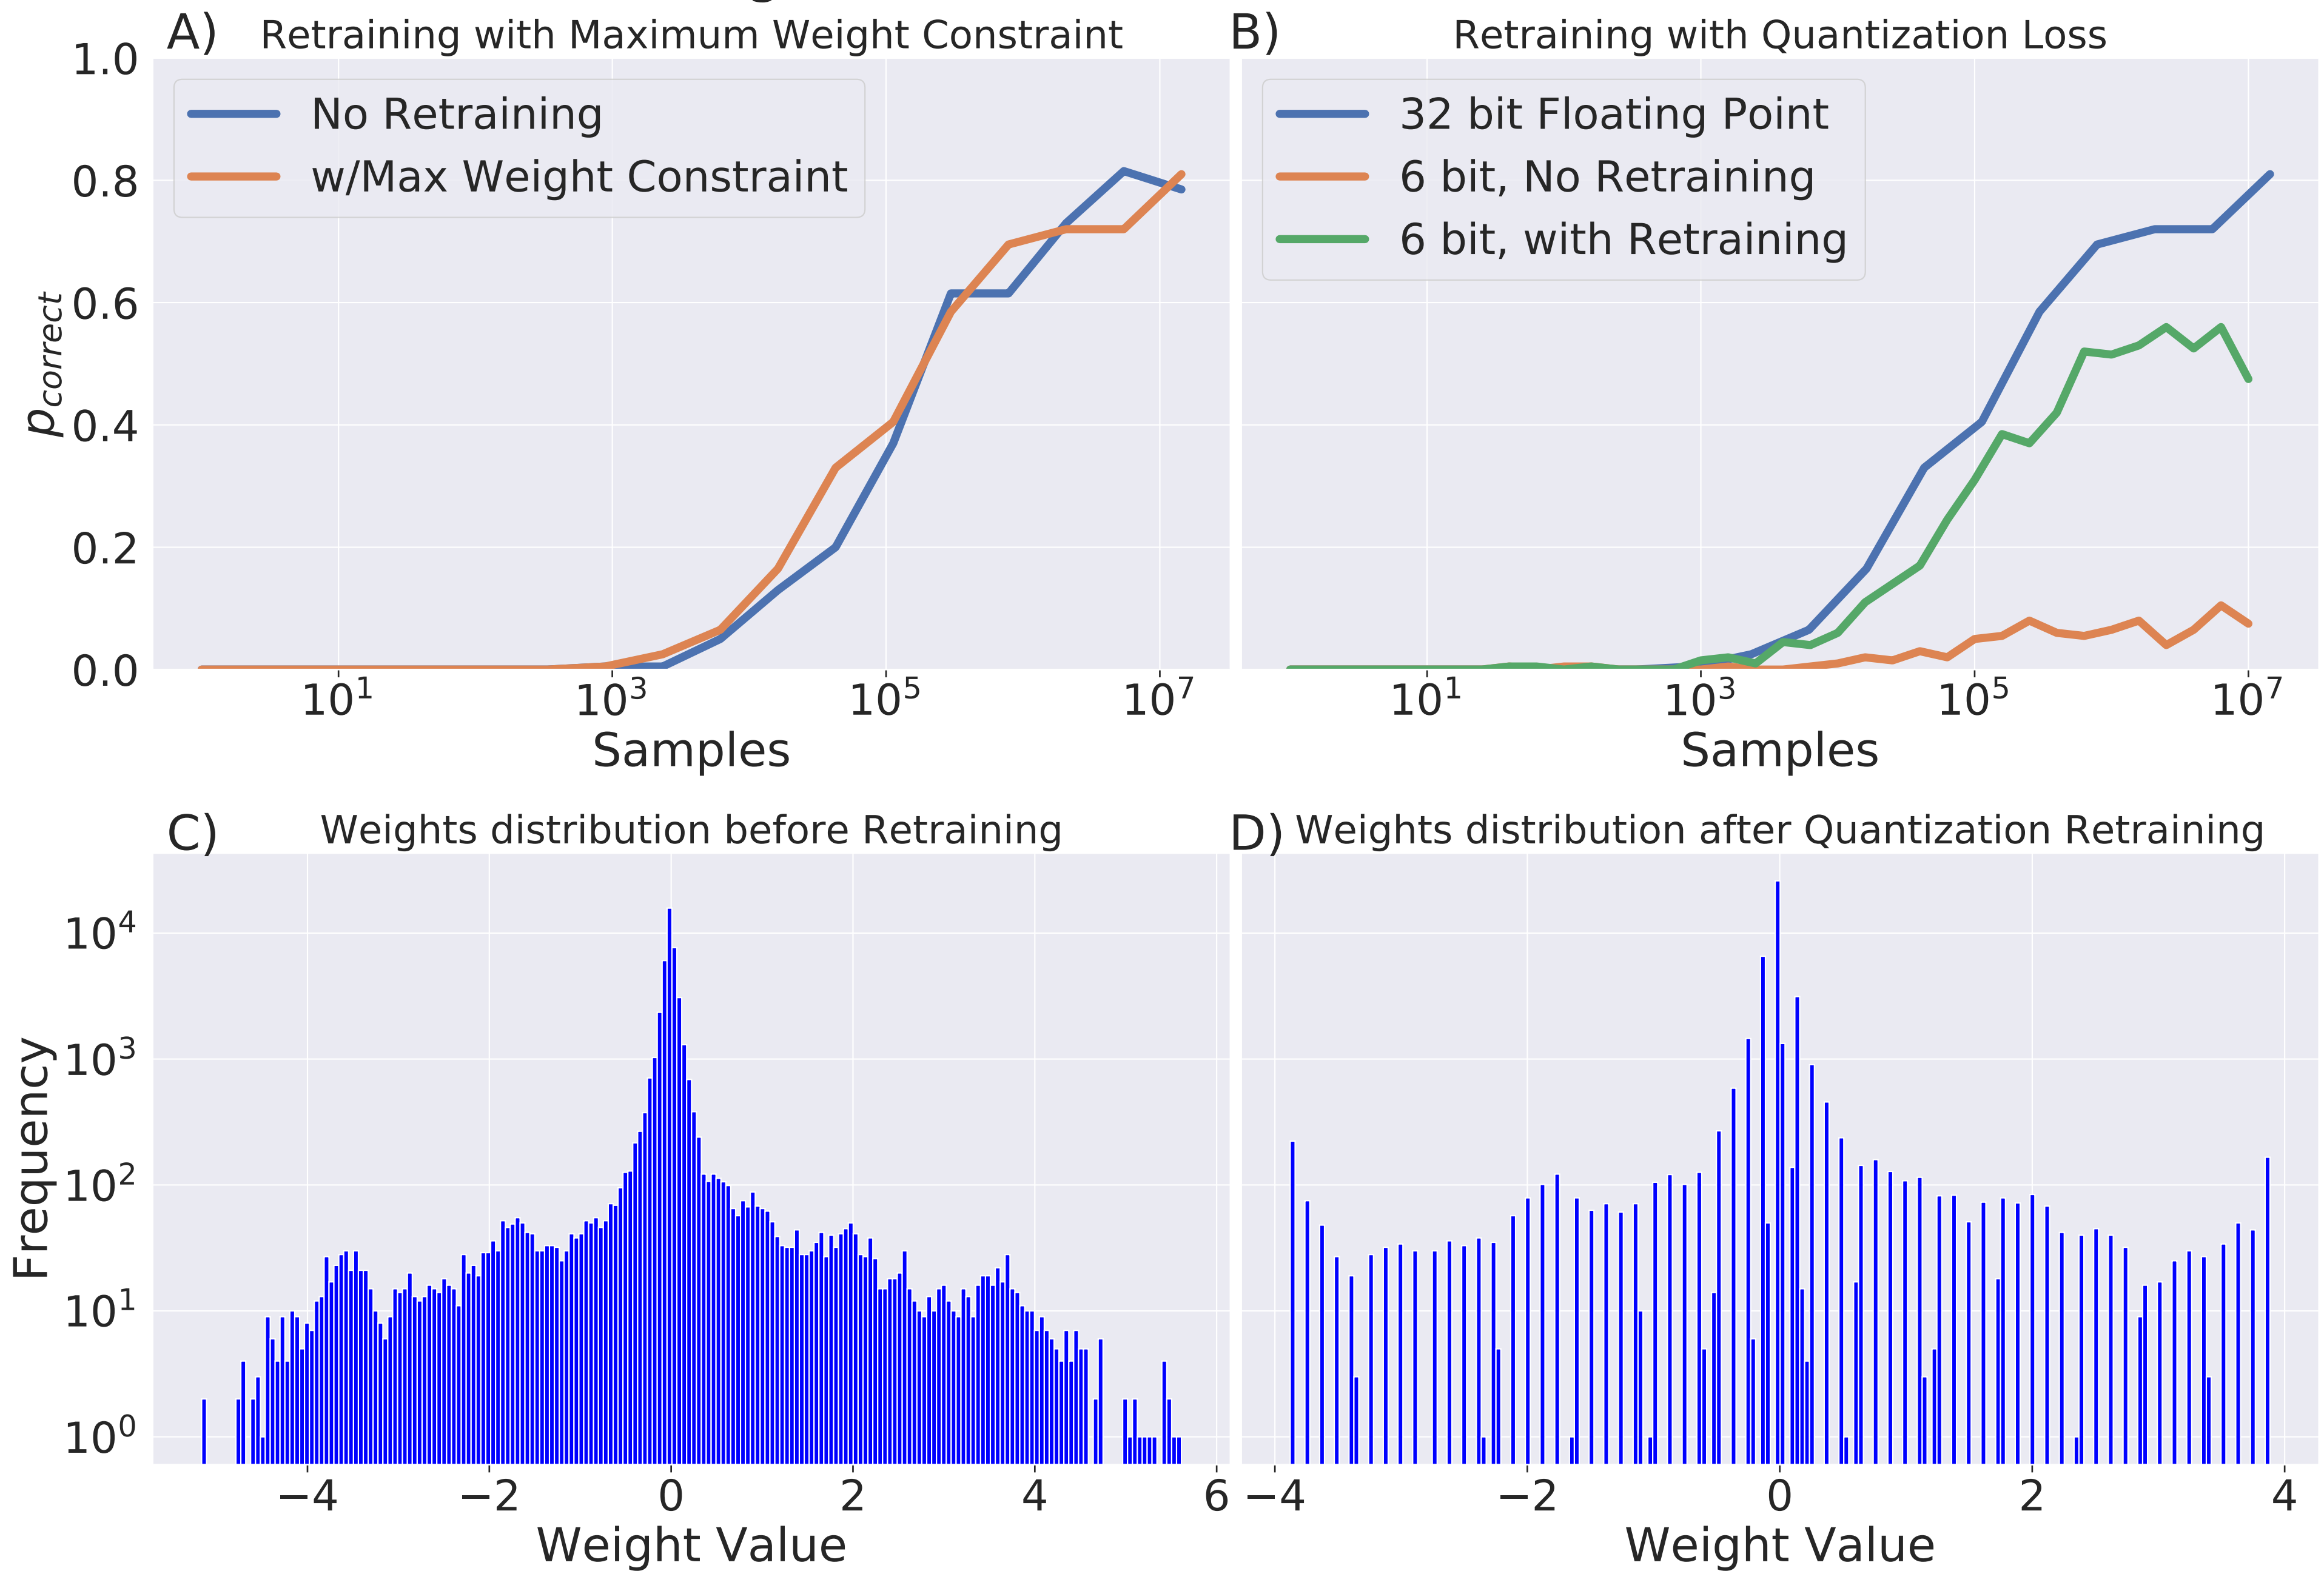 A) Retraining with Maximum Weight Constraint
1.0
0.8
0.6
0.4
0.2
0.0
p_correct
No Retraining
w/Max Weight Constraint
10^1 10^3 10^5 10^7
Samples
B) Retraining with Quantization Loss
32 bit Floating Point
6 bit, No Retraining
6 bit, with Retraining
10^1 10^3 10^5 10^7
Samples
C) Weights distribution before Retraining
10^4
10^3
10^2
10^1
10^0
Frequency
−4 −2 0 2 4 6
Weight Value
D) Weights distribution after Quantization Retraining
−4 −2 0 2 4
Weight Value